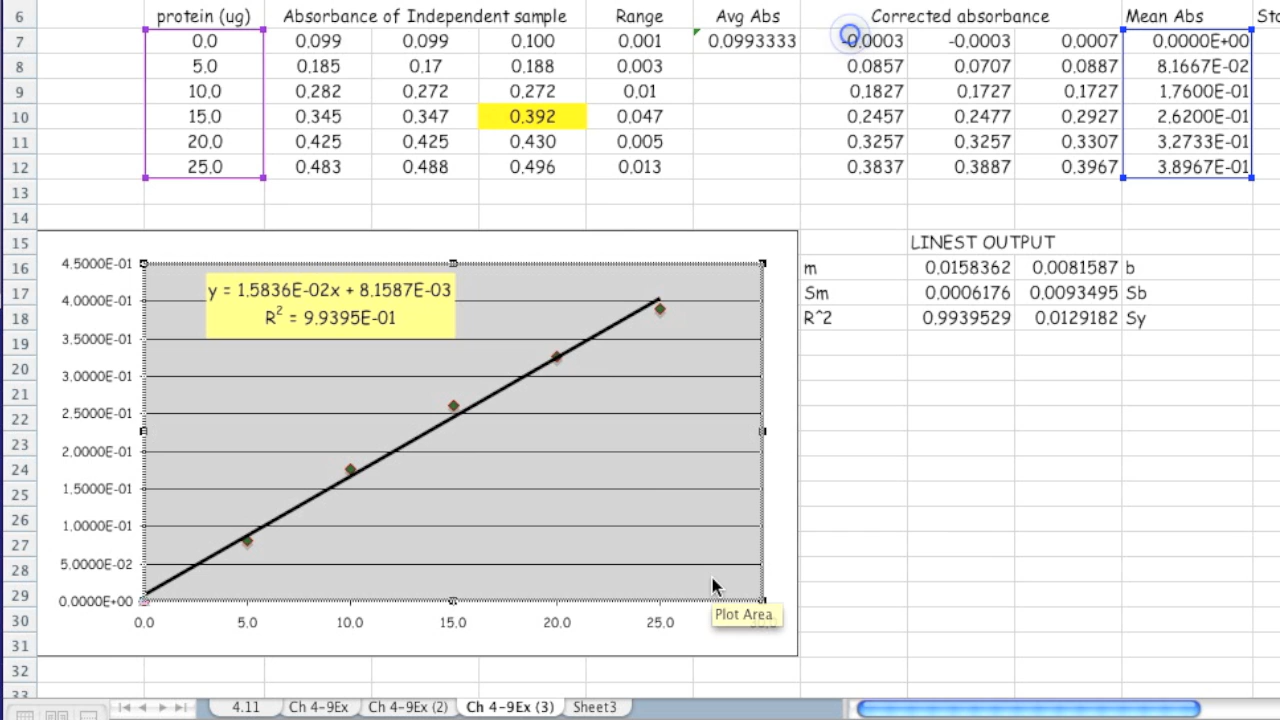 6 protein (ug) Absorbance of Independent sample Range Avg Abs Corrected absorbance Mean Abs
7 0.0 0.099 0.099 0.100 0.001 0.0993333 -0.0003 -0.0003 0.0007 0.0000E+00
8 5.0 0.185 0.17 0.188 0.003 0.0857 0.0707 0.0887 8.1667E-02
9 10.0 0.282 0.272 0.272 0.01 0.1827 0.1727 0.1727 1.7600E-01
10 15.0 0.345 0.347 0.392 0.047 0.2457 0.2477 0.2927 2.6200E-01
11 20.0 0.425 0.425 0.430 0.005 0.3257 0.3257 0.3307 3.2733E-01
12 25.0 0.483 0.488 0.496 0.013 0.3837 0.3887 0.3967 3.8967E-01
13
14
15 LINEST OUTPUT
16 m 0.0158362 0.0081587 b
17 Sm 0.0006176 0.0093495 Sb
18 R^2 0.9939529 0.0129182 Sy
19
20
21
22
23
24
25
26
27
28
29
30
31
32
33
4.5000E-01
4.0000E-01
3.5000E-01
3.0000E-01
2.5000E-01
2.0000E-01
1.5000E-01
1.0000E-01
5.0000E-02
0.0000E+00
y = 1.5836E-02x + 8.1587E-03
R² = 9.9395E-01
0.0 5.0 10.0 15.0 20.0 25.0
Plot Area
4.11 Ch 4-9Ex Ch 4-9Ex (2) Ch 4-9Ex (3) Sheet3